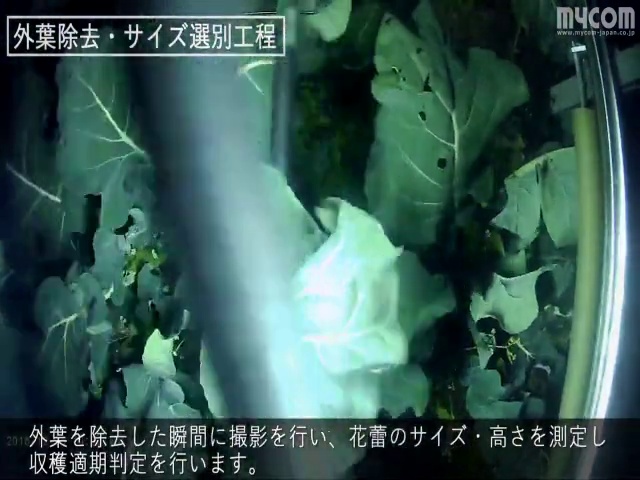 mycom
www.mycom-japan.co.jp
外葉除去・サイズ選別工程
2018
外葉を除去した瞬間に撮影を行い、花蕾のサイズ・高さを測定し
収穫適期判定を行います。